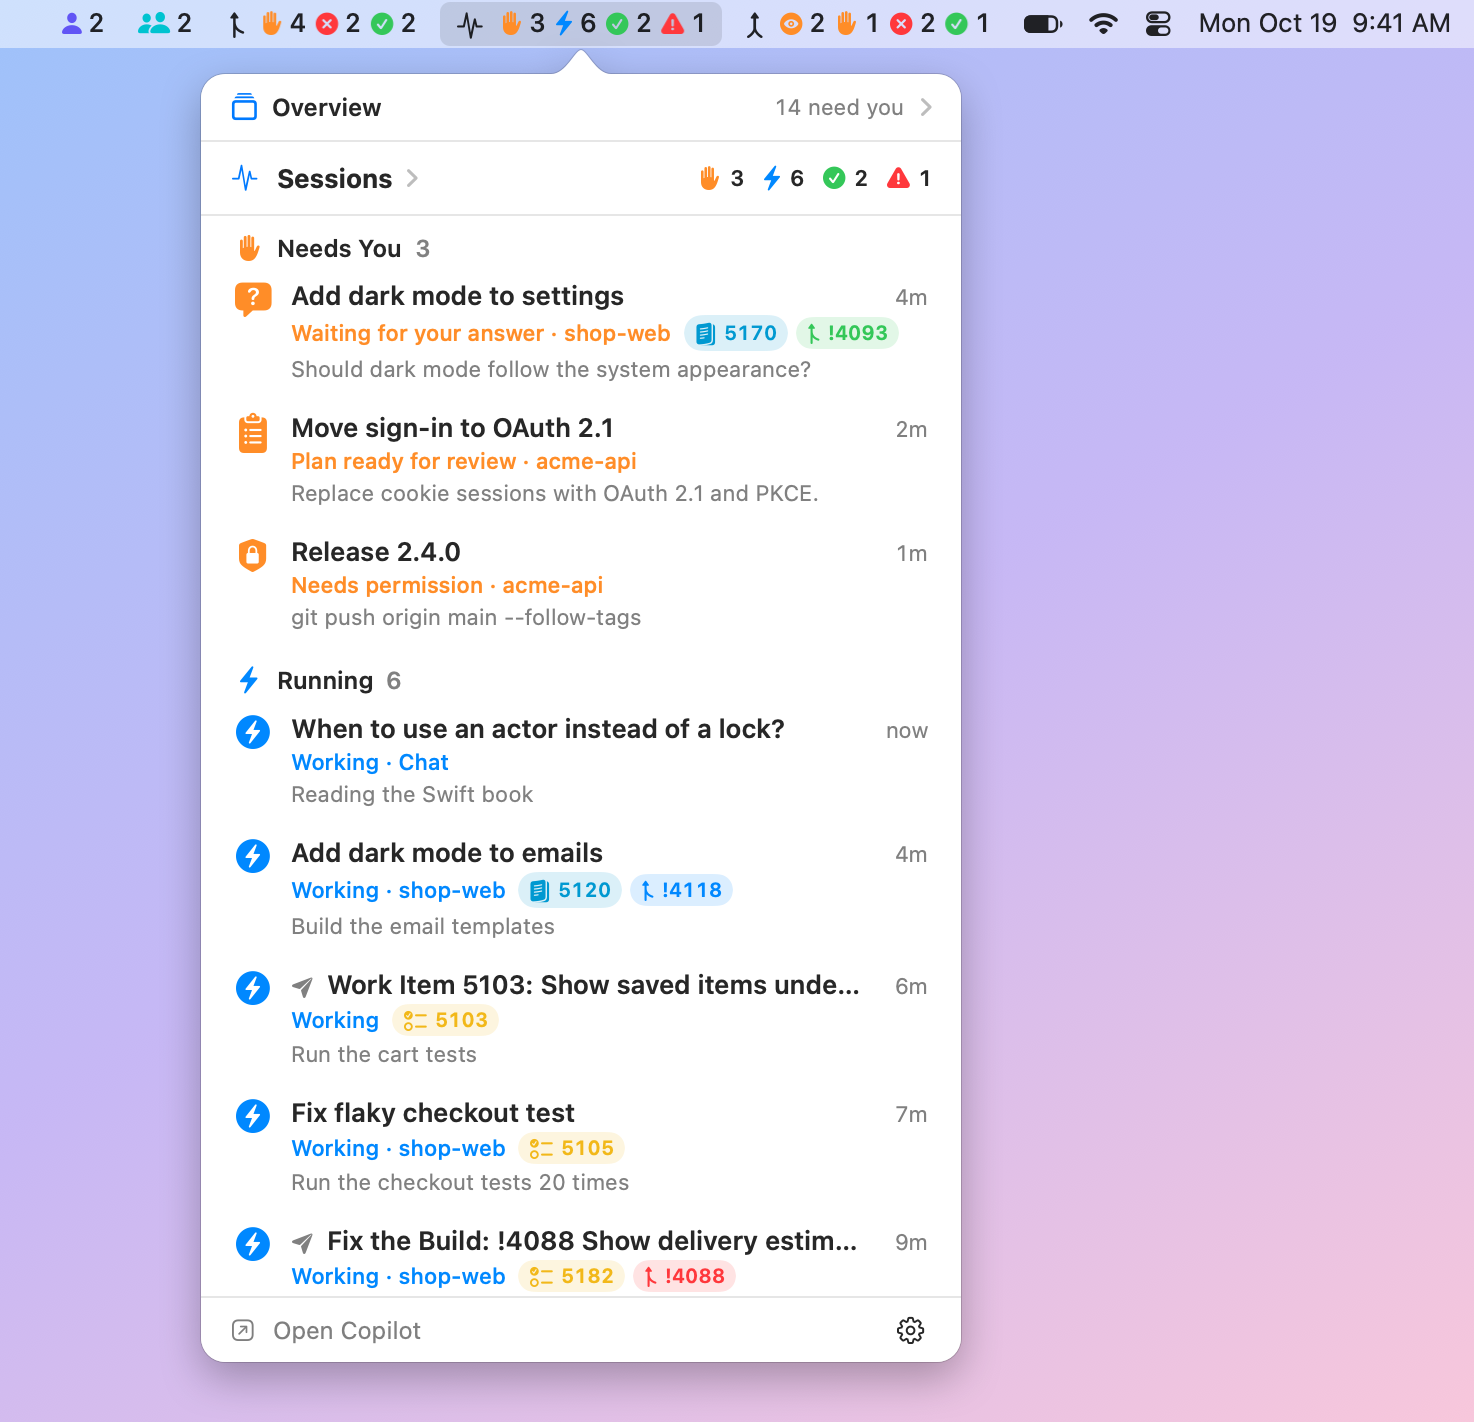 2 2 4 2 2 3 6 2 1 2 1 2 1 Mon Oct 19 9:41 AM
Overview 14 need you
Sessions 3 6 2 1
Needs You 3
Add dark mode to settings 4m
Waiting for your answer · shop-web 5170 !4093
Should dark mode follow the system appearance?
Move sign-in to OAuth 2.1 2m
Plan ready for review · acme-api
Replace cookie sessions with OAuth 2.1 and PKCE.
Release 2.4.0 1m
Needs permission · acme-api
git push origin main --follow-tags
Running 6
When to use an actor instead of a lock? now
Working · Chat
Reading the Swift book
Add dark mode to emails 4m
Working · shop-web 5120 !4118
Build the email templates
Work Item 5103: Show saved items unde... 6m
Working 5103
Run the cart tests
Fix flaky checkout test 7m
Working · shop-web 5105
Run the checkout tests 20 times
Fix the Build: !4088 Show delivery estim... 9m
Working · shop-web 5182 !4088
Open Copilot